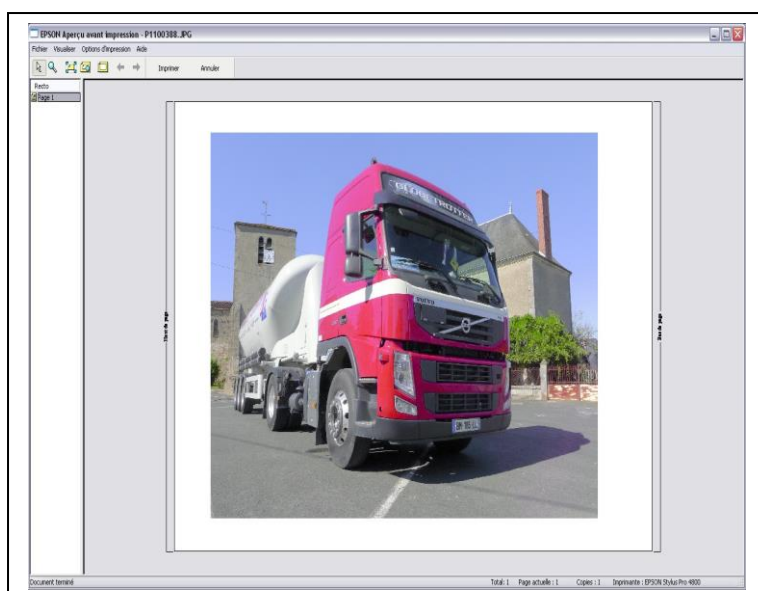 EPSON Aperçu avant impression - P1100388.JPG
Fichier Visualiser Options d'impression Aide
Imprimer Annuler
Recto
Page 1
Document terminé
Total: 1 Page actuelle : 1 Copies : 1 Imprimante : EPSON Stylus Pro 4800